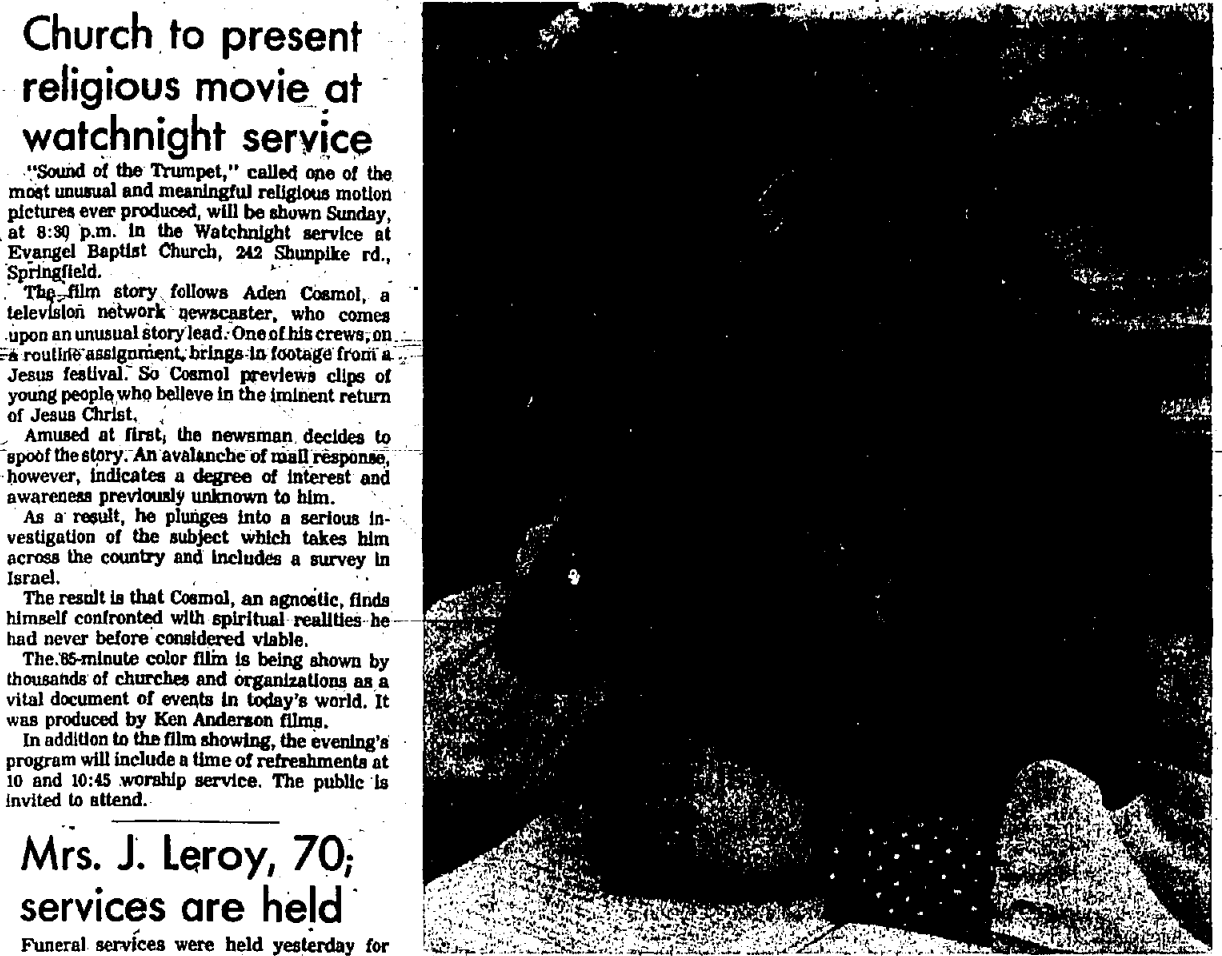 Church to present
religious movie at
watchnight service
"Sound of the Trumpet," called one of the
most unusual and meaningful religious motion
pictures ever produced, will be shown Sunday,
at 8:30 p.m. in the Watchnight service at
Evangel Baptist Church, 242 Shunpike rd.,
Springfield.
The film story follows Aden Cosmol, a
television network newscaster, who comes
upon an unusual story lead. One of his crews, on
a routine assignment, brings in footage from a
Jesus festival. So Cosmol previews clips of
young people who believe in the iminent return
of Jesus Christ.
Amused at first, the newsman decides to
spoof the story. An avalanche of mail response,
however, indicates a degree of interest and
awareness previously unknown to him.
As a result, he plunges into a serious in-
vestigation of the subject which takes him
across the country and includes a survey in
Israel.
The result is that Cosmol, an agnostic, finds
himself confronted with spiritual realities he
had never before considered viable.
The 85-minute color film is being shown by
thousands of churches and organizations as a
vital document of events in today's world. It
was produced by Ken Anderson films.
In addition to the film showing, the evening's
program will include a time of refreshments at
10 and 10:45 worship service. The public is
invited to attend.
Mrs. J. Leroy, 70;
services are held
Funeral services were held yesterday for